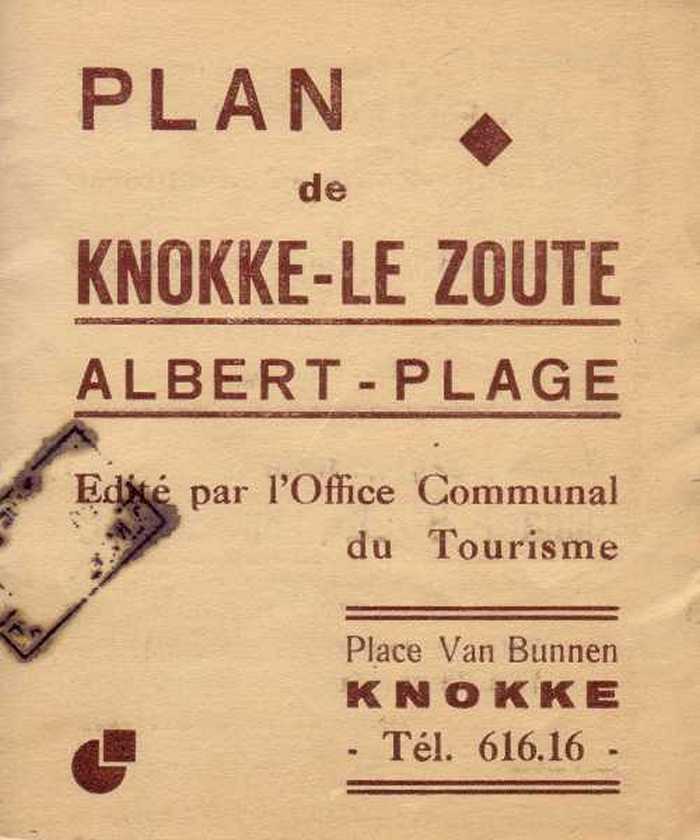 PLAN
de
KNOKKE-LE ZOUTE
ALBERT-PLAGE
Edité par l'Office Communal
du Tourisme
Place Van Bunnen
KNOKKE
- Tél. 616.16 -